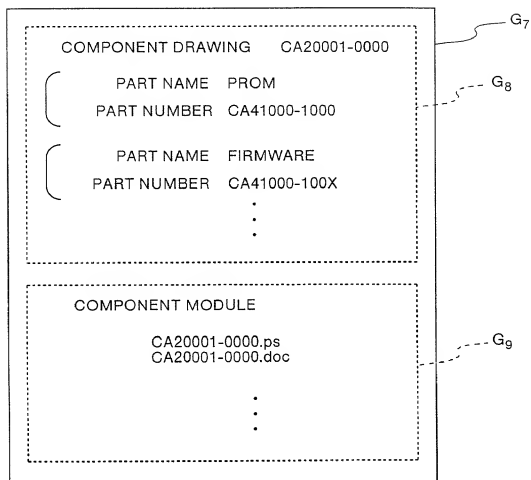 COMPONENT DRAWING CA20001-0000
PART NAME PROM
PART NUMBER CA41000-1000
PART NAME FIRMWARE
PART NUMBER CA41000-100X
COMPONENT MODULE
CA20001-0000.ps
CA20001-0000.doc
G7
G8
G9